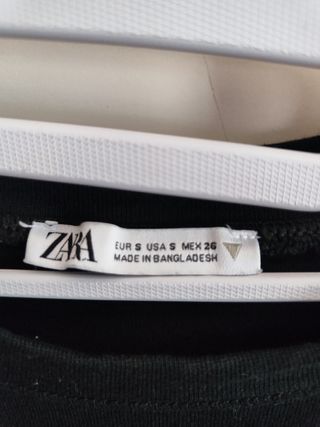 ZARA
EUR S USA S MEX 26
MADE IN BANGLADESH